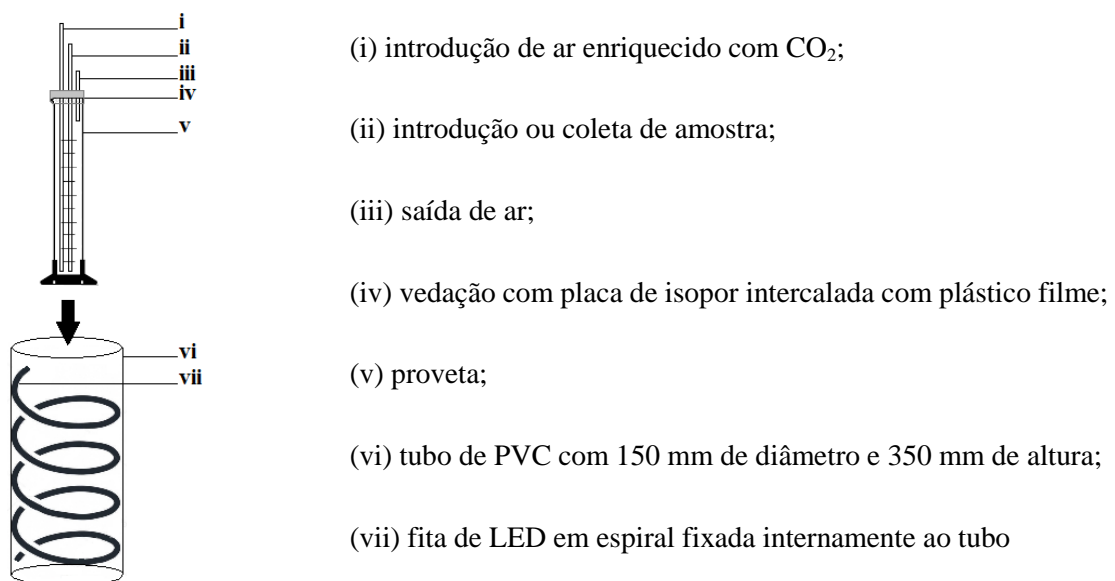 i
ii
iii
iv
v
vi
vii
(i) introdução de ar enriquecido com CO₂;
(ii) introdução ou coleta de amostra;
(iii) saída de ar;
(iv) vedação com placa de isopor intercalada com plástico filme;
(v) proveta;
(vi) tubo de PVC com 150 mm de diâmetro e 350 mm de altura;
(vii) fita de LED em espiral fixada internamente ao tubo